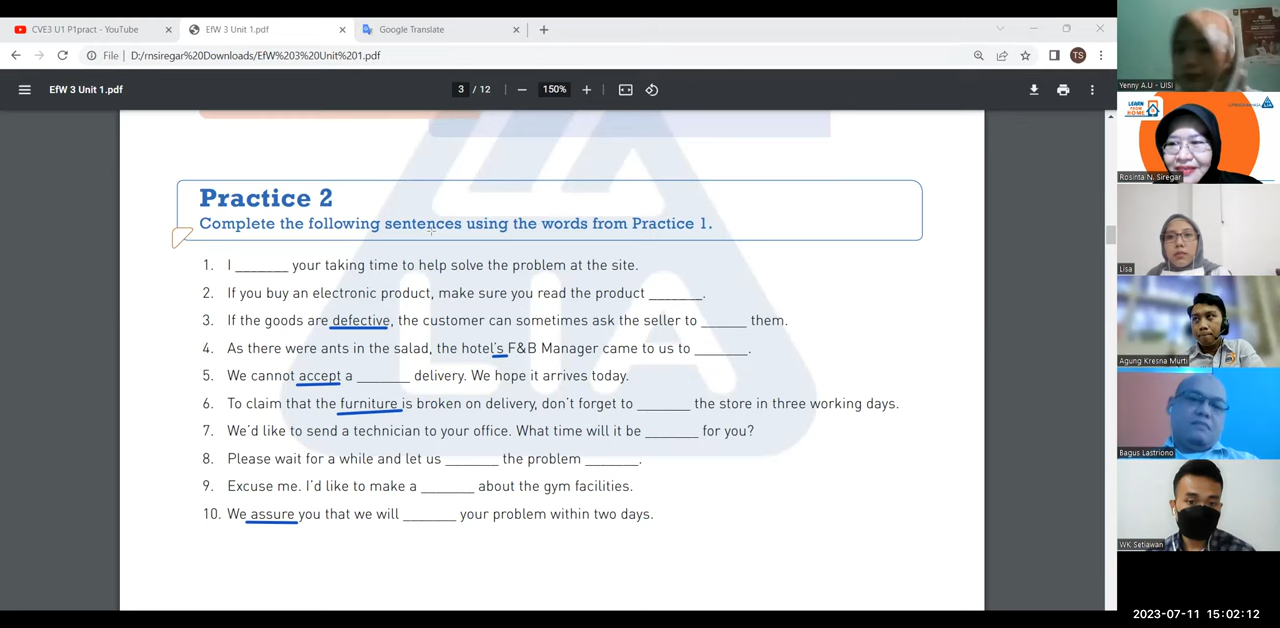 CVE3 U1 P1pract - YouTube
EfW 3 Unit 1.pdf
Google Translate
File
D:/rnsiregar%20Downloads/EfW%203%20Unit%201.pdf
TS
EfW 3 Unit 1.pdf
3 / 12
150%
Practice 2
Complete the following sentences using the words from Practice 1.
1. I _______ your taking time to help solve the problem at the site.
2. If you buy an electronic product, make sure you read the product _______.
3. If the goods are defective, the customer can sometimes ask the seller to ______ them.
4. As there were ants in the salad, the hotel's F&B Manager came to us to _______.
5. We cannot accept a _______ delivery. We hope it arrives today.
6. To claim that the furniture is broken on delivery, don't forget to _______ the store in three working days.
7. We'd like to send a technician to your office. What time will it be _______ for you?
8. Please wait for a while and let us _______ the problem _______.
9. Excuse me. I'd like to make a _______ about the gym facilities.
10. We assure you that we will _______ your problem within two days.
LIA
Yenny A.U - UISI
LEARN
FROM
HOME
LIA
Rosinta N. Siregar
Lisa
Agung Kresna Murti
Bagus Lastriono
WK Setiawan
2023-07-11 15:02:12